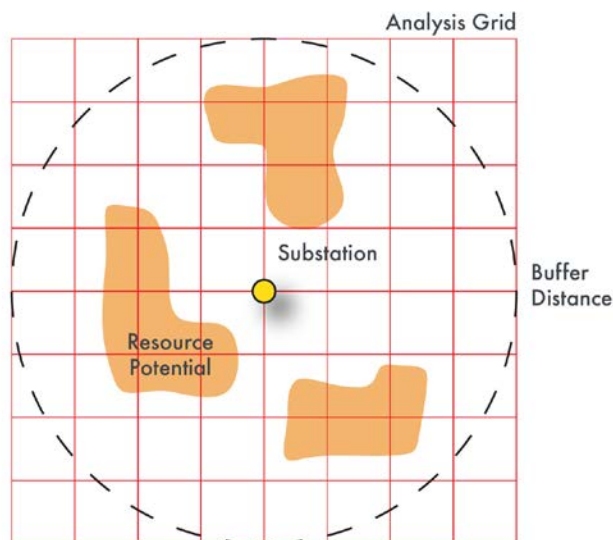 Analysis Grid
Substation
Buffer
Distance
Resource
Potential